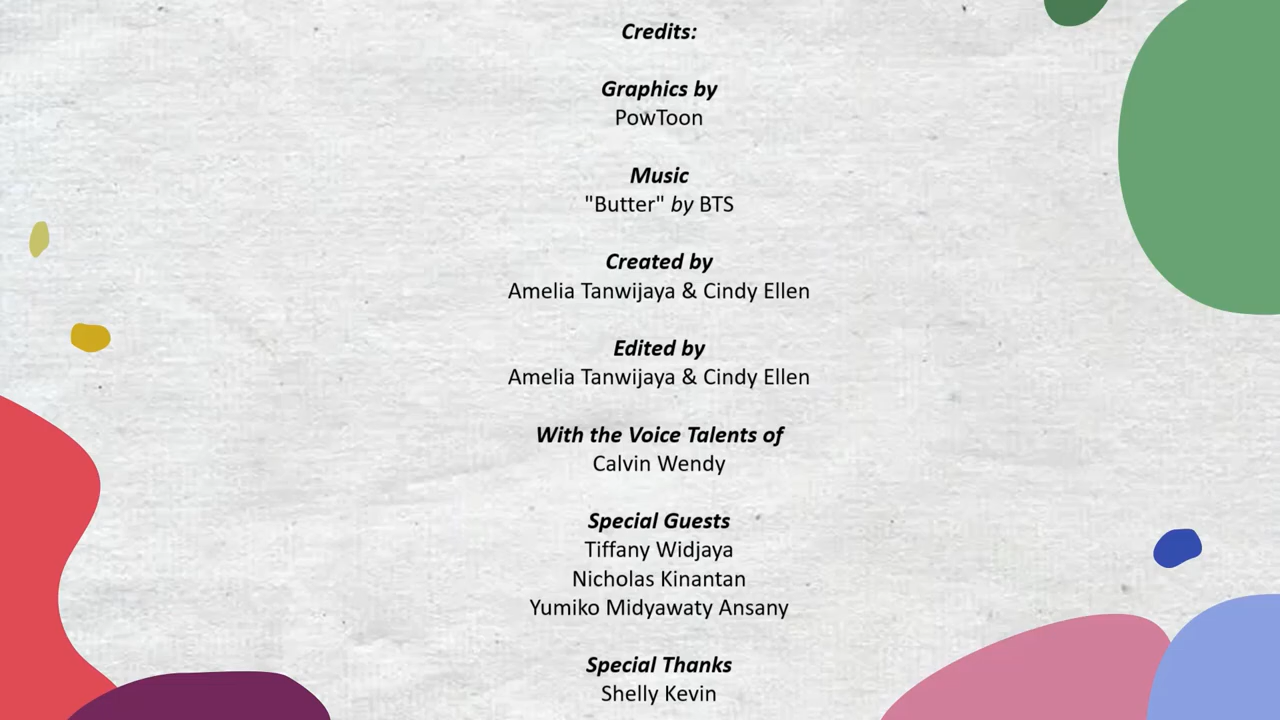 Credits:
Graphics by
PowToon
Music
"Butter" by BTS
Created by
Amelia Tanwijaya & Cindy Ellen
Edited by
Amelia Tanwijaya & Cindy Ellen
With the Voice Talents of
Calvin Wendy
Special Guests
Tiffany Widjaya
Nicholas Kinantan
Yumiko Midyawaty Ansany
Special Thanks
Shelly Kevin